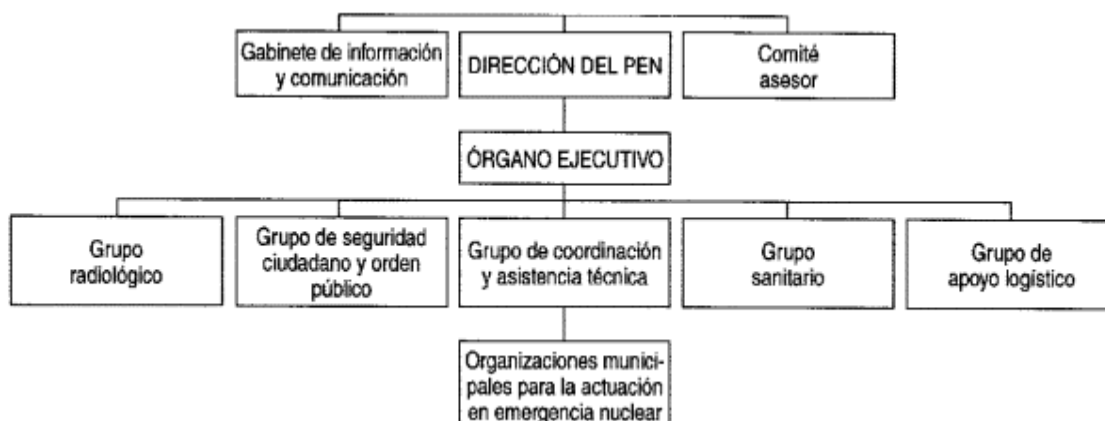 Gabinete de información
y comunicación
DIRECCIÓN DEL PEN
Comité
asesor
ÓRGANO EJECUTIVO
Grupo
radiológico
Grupo de seguridad
ciudadano y orden
público
Grupo de coordinación
y asistencia técnica
Grupo
sanitario
Grupo de
apoyo logístico
Organizaciones munici-
pales para la actuación
en emergencia nuclear